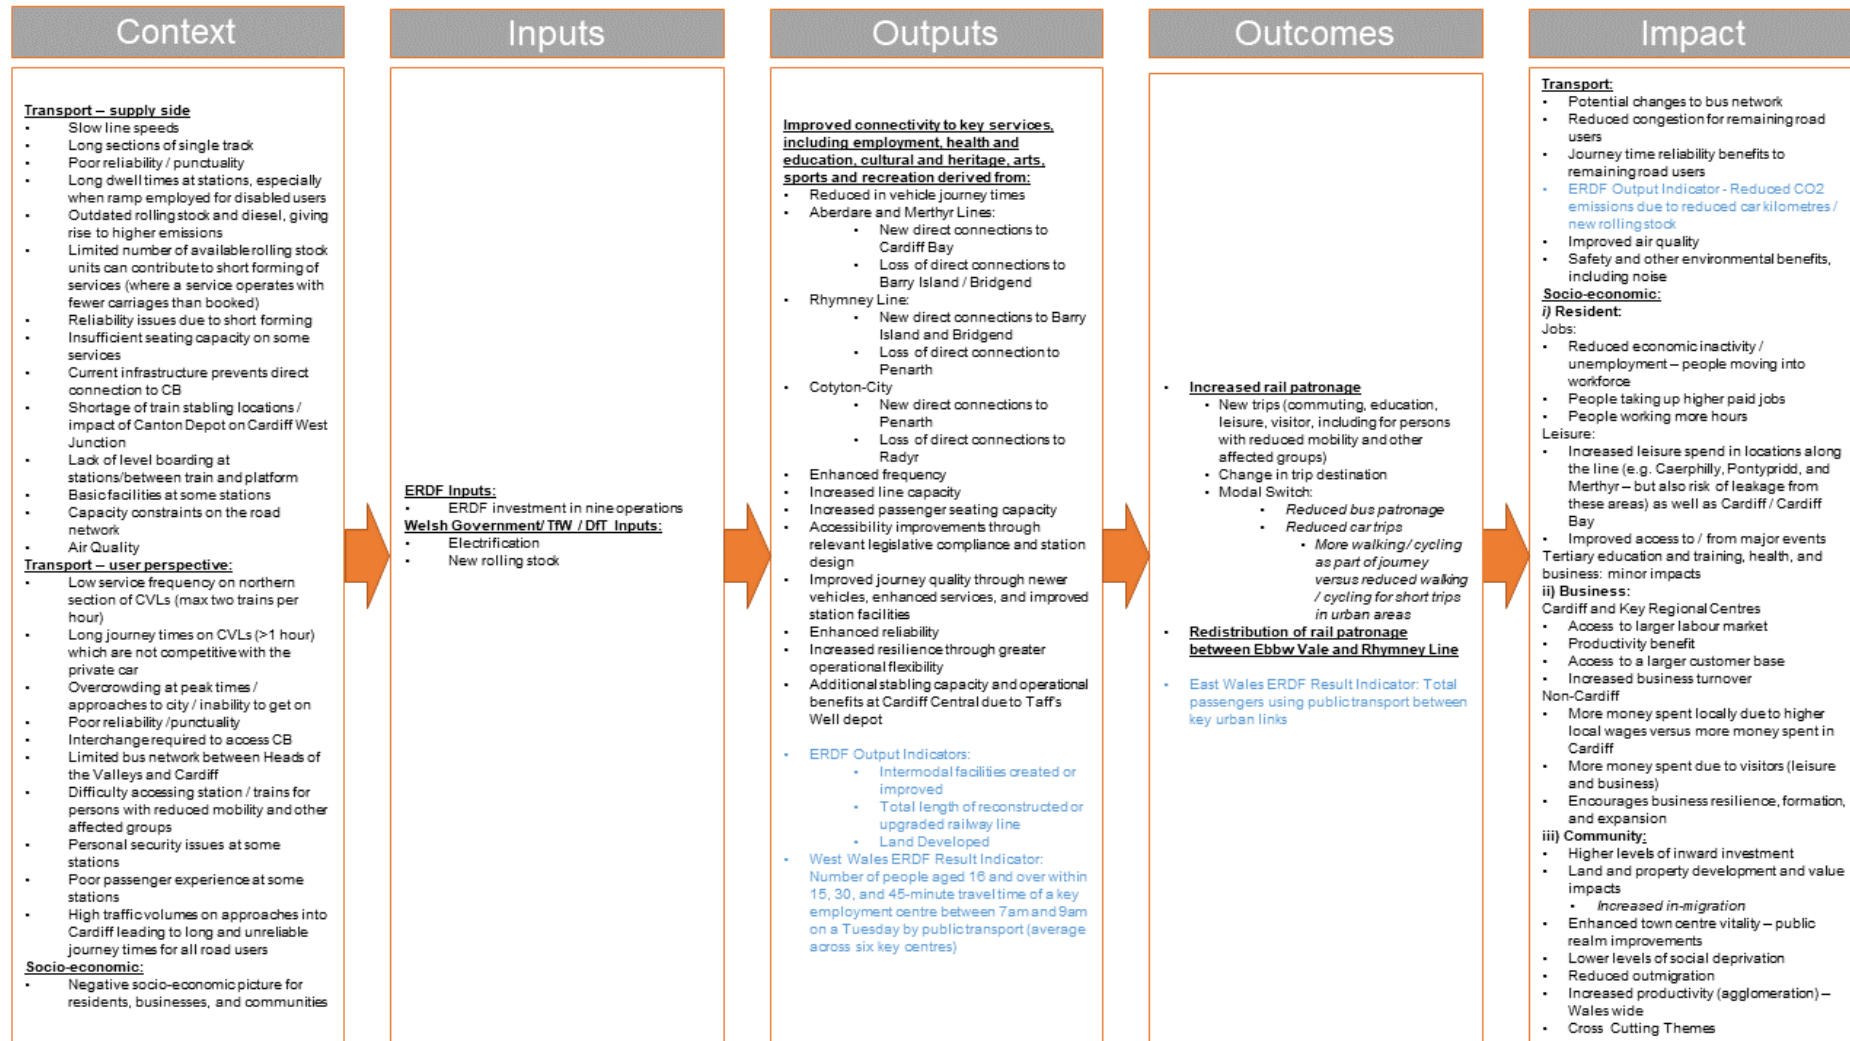 Context
Transport – supply side
• Slow line speeds
• Long sections of single track
• Poor reliability / punctuality
• Long dwell times at stations, especially
when ramp employed for disabled users
• Outdated rolling stock and diesel, giving
rise to higher emissions
• Limited number of available rolling stock
units can contribute to short forming of
services (where a service operates with
fewer carriages than booked)
• Reliability issues due to short forming
• Insufficient seating capacity on some
services
• Current infrastructure prevents direct
connection to CB
• Shortage of train stabling locations /
impact of Canton Depot on Cardiff West
Junction
• Lack of level boarding at
stations/between train and platform
• Basic facilities at some stations
• Capacity constraints on the road
network
• Air Quality
Transport – user perspective:
• Low service frequency on northern
section of CVLs (max two trains per
hour)
• Long journey times on CVLs (>1 hour)
which are not competitive with the
private car
• Overcrowding at peak times /
approaches to city / inability to get on
• Poor reliability /punctuality
• Interchange required to access CB
• Limited bus network between Heads of
the Valleys and Cardiff
• Difficulty accessing station / trains for
persons with reduced mobility and other
affected groups
• Personal security issues at some
stations
• Poor passenger experience at some
stations
• High traffic volumes on approaches into
Cardiff leading to long and unreliable
journey times for all road users
Socio-economic:
• Negative socio-economic picture for
residents, businesses, and communities
Inputs
ERDF Inputs:
• ERDF investment in nine operations
Welsh Government/ TfW / DfT Inputs:
• Electrification
• New rolling stock
Outputs
Improved connectivity to key services,
including employment, health and
education, cultural and heritage, arts,
sports and recreation derived from:
• Reduced in vehicle journey times
• Aberdare and Merthyr Lines:
• New direct connections to
Cardiff Bay
• Loss of direct connections to
Barry Island / Bridgend
• Rhymney Line:
• New direct connections to Barry
Island and Bridgend
• Loss of direct connection to
Penarth
• Cotyton-City
• New direct connections to
Penarth
• Loss of direct connections to
Radyr
• Enhanced frequency
• Increased line capacity
• Increased passenger seating capacity
• Accessibility improvements through
relevant legislative compliance and station
design
• Improved journey quality through newer
vehicles, enhanced services, and improved
station facilities
• Enhanced reliability
• Increased resilience through greater
operational flexibility
• Additional stabling capacity and operational
benefits at Cardiff Central due to Taff's
Well depot
• ERDF Output Indicators:
• Intermodal facilities created or
improved
• Total length of reconstructed or
upgraded railway line
• Land Developed
• West Wales ERDF Result Indicator:
Number of people aged 16 and over within
15, 30, and 45-minute travel time of a key
employment centre between 7am and 9am
on a Tuesday by public transport (average
across six key centres)
Outcomes
• Increased rail patronage
• New trips (commuting, education,
leisure, visitor, including for persons
with reduced mobility and other
affected groups)
• Change in trip destination
• Modal Switch:
• Reduced bus patronage
• Reduced car trips
• More walking / cycling
as part of journey
versus reduced walking
/ cycling for short trips
in urban areas
• Redistribution of rail patronage
between Ebbw Vale and Rhymney Line
• East Wales ERDF Result Indicator: Total
passengers using public transport between
key urban links
Impact
Transport:
• Potential changes to bus network
• Reduced congestion for remaining road
users
• Journey time reliability benefits to
remaining road users
• ERDF Output Indicator - Reduced CO2
emissions due to reduced car kilometres /
new rolling stock
• Improved air quality
• Safety and other environmental benefits,
including noise
Socio-economic:
i) Resident:
Jobs:
• Reduced economic inactivity /
unemployment – people moving into
workforce
• People taking up higher paid jobs
• People working more hours
Leisure:
• Increased leisure spend in locations along
the line (e.g. Caerphilly, Pontypridd, and
Merthyr – but also risk of leakage from
these areas) as well as Cardiff / Cardiff
Bay
• Improved access to / from major events
Tertiary education and training, health, and
business: minor impacts
ii) Business:
Cardiff and Key Regional Centres
• Access to larger labour market
• Productivity benefit
• Access to a larger customer base
• Increased business turnover
Non-Cardiff
• More money spent locally due to higher
local wages versus more money spent in
Cardiff
• More money spent due to visitors (leisure
and business)
• Encourages business resilience, formation,
and expansion
iii) Community:
• Higher levels of inward investment
• Land and property development and value
impacts
• Increased in-migration
• Enhanced town centre vitality – public
realm improvements
• Lower levels of social deprivation
• Reduced outmigration
• Increased productivity (agglomeration) –
Wales wide
• Cross Cutting Themes